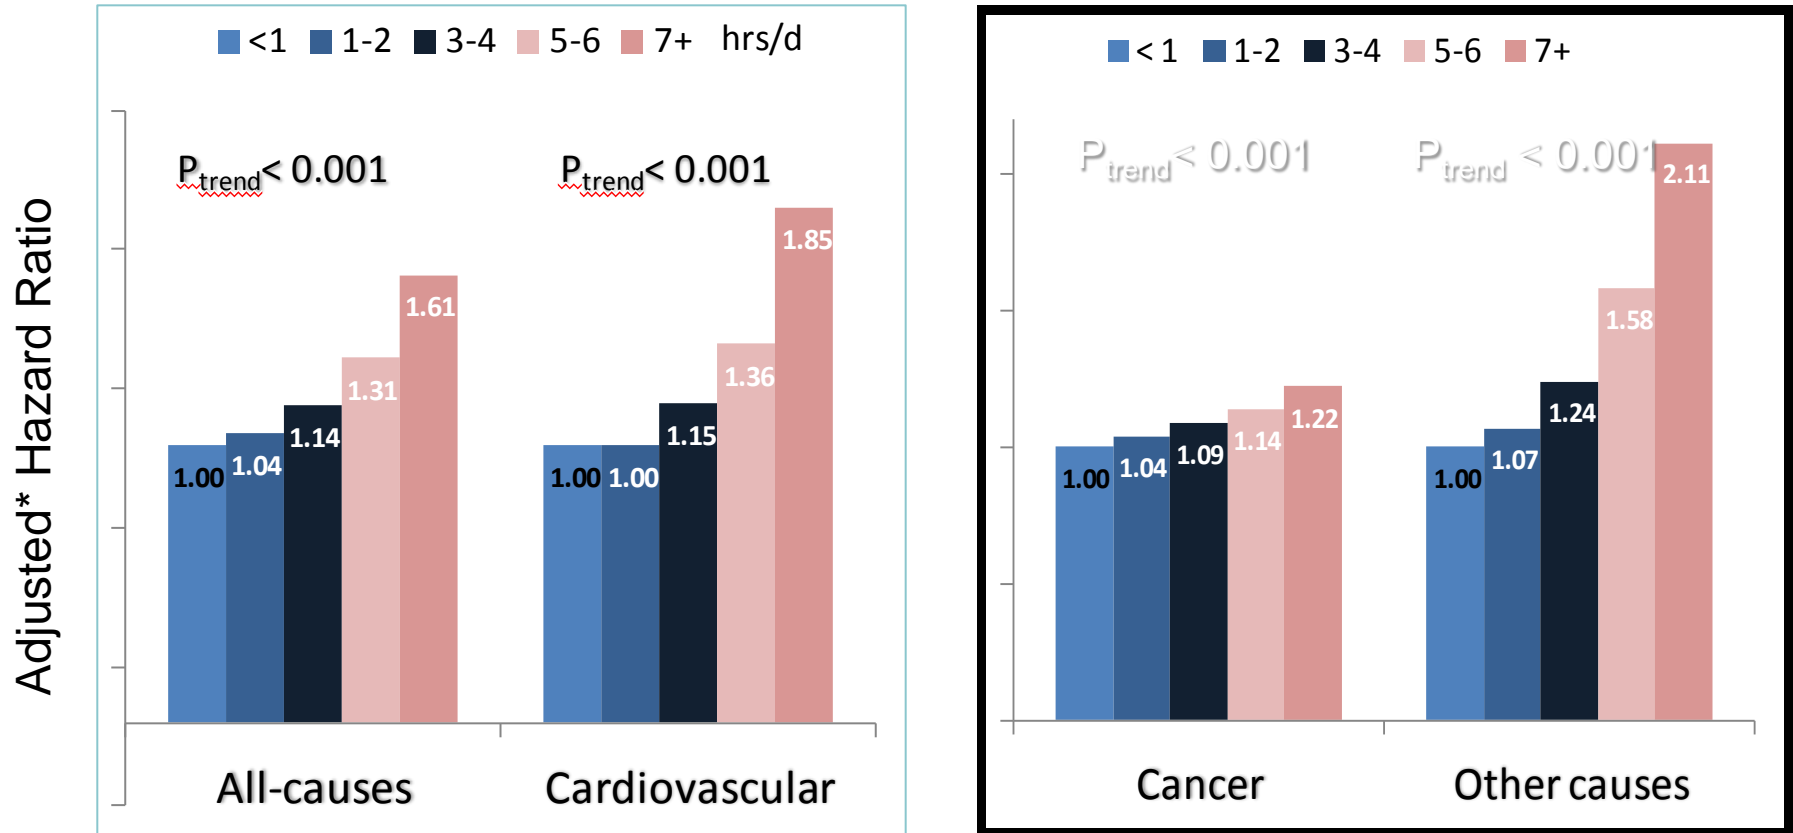 <1 1-2 3-4 5-6 7+ hrs/d
Adjusted* Hazard Ratio
Ptrend< 0.001 Ptrend< 0.001
1.00 1.04 1.14 1.31 1.61
1.00 1.00 1.15 1.36 1.85
All-causes Cardiovascular
< 1 1-2 3-4 5-6 7+
Ptrend< 0.001 Ptrend < 0.001
1.00 1.04 1.09 1.14 1.22
1.00 1.07 1.24 1.58 2.11
Cancer Other causes